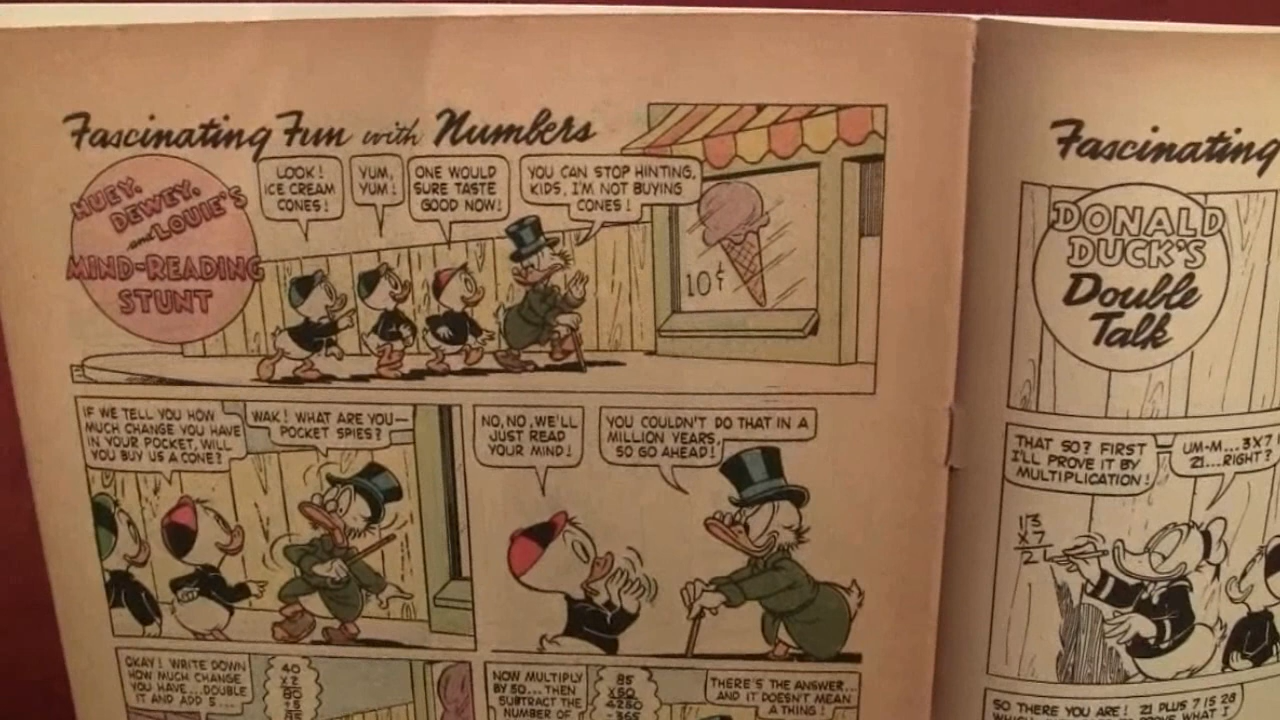 Fascinating Fun with Numbers
HUEY,
DEWEY,
and LOUIE'S
MIND-READING
STUNT
LOOK!
ICE CREAM
CONES!
YUM,
YUM!
ONE WOULD
SURE TASTE
GOOD NOW!
YOU CAN STOP HINTING,
KIDS, I'M NOT BUYING
CONES!
10¢
IF WE TELL YOU HOW
MUCH CHANGE YOU HAVE
IN YOUR POCKET, WILL
YOU BUY US A CONE?
WAK! WHAT ARE YOU—
POCKET SPIES?
NO, NO, WE'LL
JUST READ
YOUR MIND!
YOU COULDN'T DO THAT IN A
MILLION YEARS,
SO GO AHEAD!
OKAY! WRITE DOWN
HOW MUCH CHANGE
YOU HAVE...DOUBLE
IT AND ADD 5...
40
X2
80
+5
85
NOW MULTIPLY
BY 50...THEN
SUBTRACT THE
NUMBER OF
85
X50
4250
-365
THERE'S THE ANSWER...
AND IT DOESN'T MEAN
A THING!
Fascinating
DONALD
DUCK'S
Double
Talk
THAT SO? FIRST
I'LL PROVE IT BY
MULTIPLICATION!
UM-M...3X7
21...RIGHT?
13
X7
21
SO THERE YOU ARE! 21 PLUS 7 IS 28